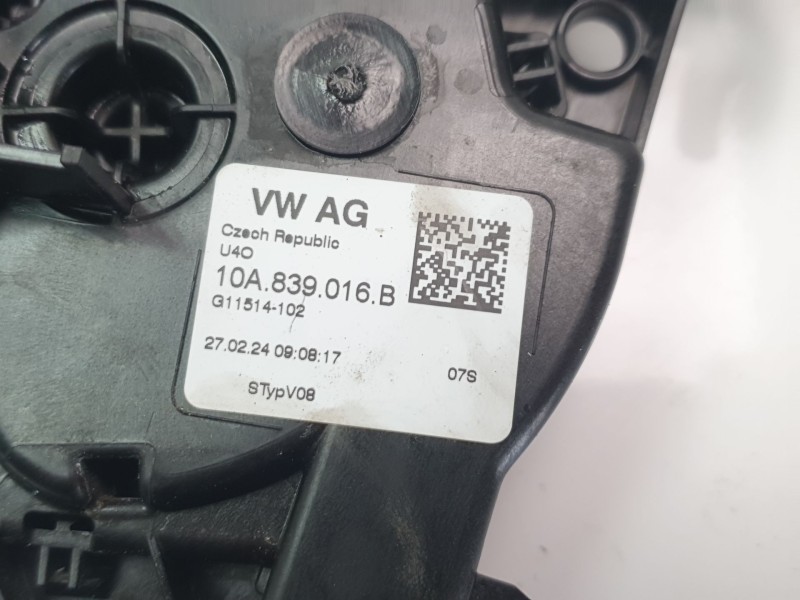 VW AG
Czech Republic
U4O
10A.839.016.B
G11514-102
27.02.24 09:08:17
07S
STypV08